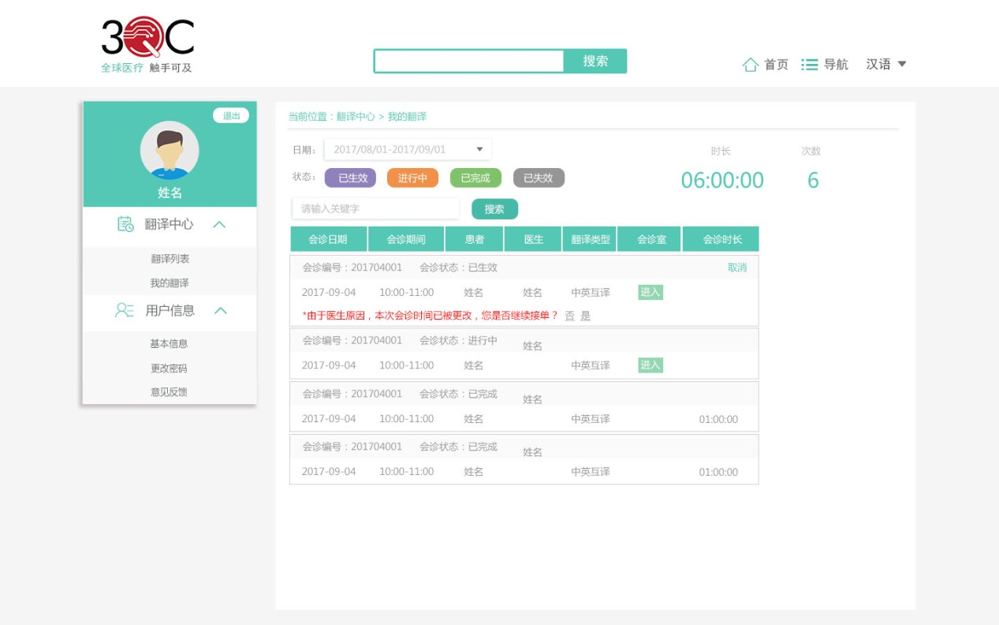 3QC
全球医疗 触手可及
搜索
首页 导航 汉语
退出
姓名
翻译中心
翻译列表
我的翻译
用户信息
基本信息
更改密码
意见反馈
当前位置：翻译中心 > 我的翻译
日期： 2017/08/01-2017/09/01
状态： 已生效 进行中 已完成 已失效
时长 次数
06:00:00 6
请输入关键字 搜索
会诊日期 会诊期间 患者 医生 翻译类型 会诊室 会诊时长
会诊编号：201704001 会诊状态：已生效 取消
2017-09-04 10:00-11:00 姓名 姓名 中英互译 进入
*由于医生原因，本次会诊时间已被更改，您是否继续接单？ 否 是
会诊编号：201704001 会诊状态：进行中 姓名
2017-09-04 10:00-11:00 姓名 中英互译 进入
会诊编号：201704001 会诊状态：已完成 姓名
2017-09-04 10:00-11:00 姓名 中英互译 01:00:00
会诊编号：201704001 会诊状态：已完成 姓名
2017-09-04 10:00-11:00 姓名 中英互译 01:00:00